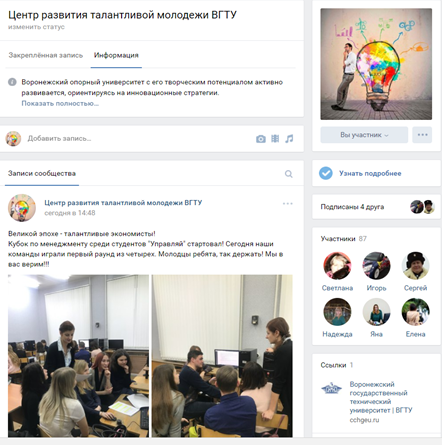 Центр развития талантливой молодежи ВГТУ
изменить статус
Закреплённая запись
Информация
Воронежский опорный университет с его творческим потенциалом активно
развивается, ориентируясь на инновационные стратегии.
Показать полностью...
Добавить запись...
Записи сообщества
Центр развития талантливой молодежи ВГТУ
сегодня в 14:48
Великой эпохе - талантливые экономисты!
Кубок по менеджменту среди студентов "Управляй" стартовал! Сегодня наши
команды играли первый раунд из четырех. Молодцы ребята, так держать! Мы в
вас верим!!!
Вы участник
Узнать подробнее
Подписаны 4 друга
Участники 87
Светлана Игорь Сергей
Надежда Яна Елена
Ссылки 1
Воронежский
государственный
технический
университет | ВГТУ
cchgeu.ru